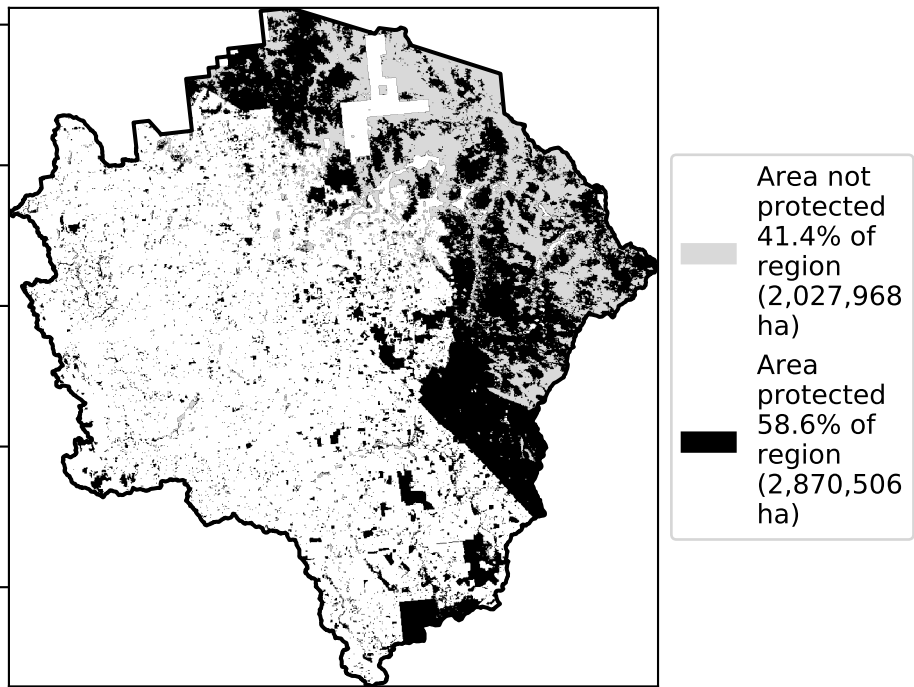 Area not
protected
41.4% of
region
(2,027,968
ha)
Area
protected
58.6% of
region
(2,870,506
ha)